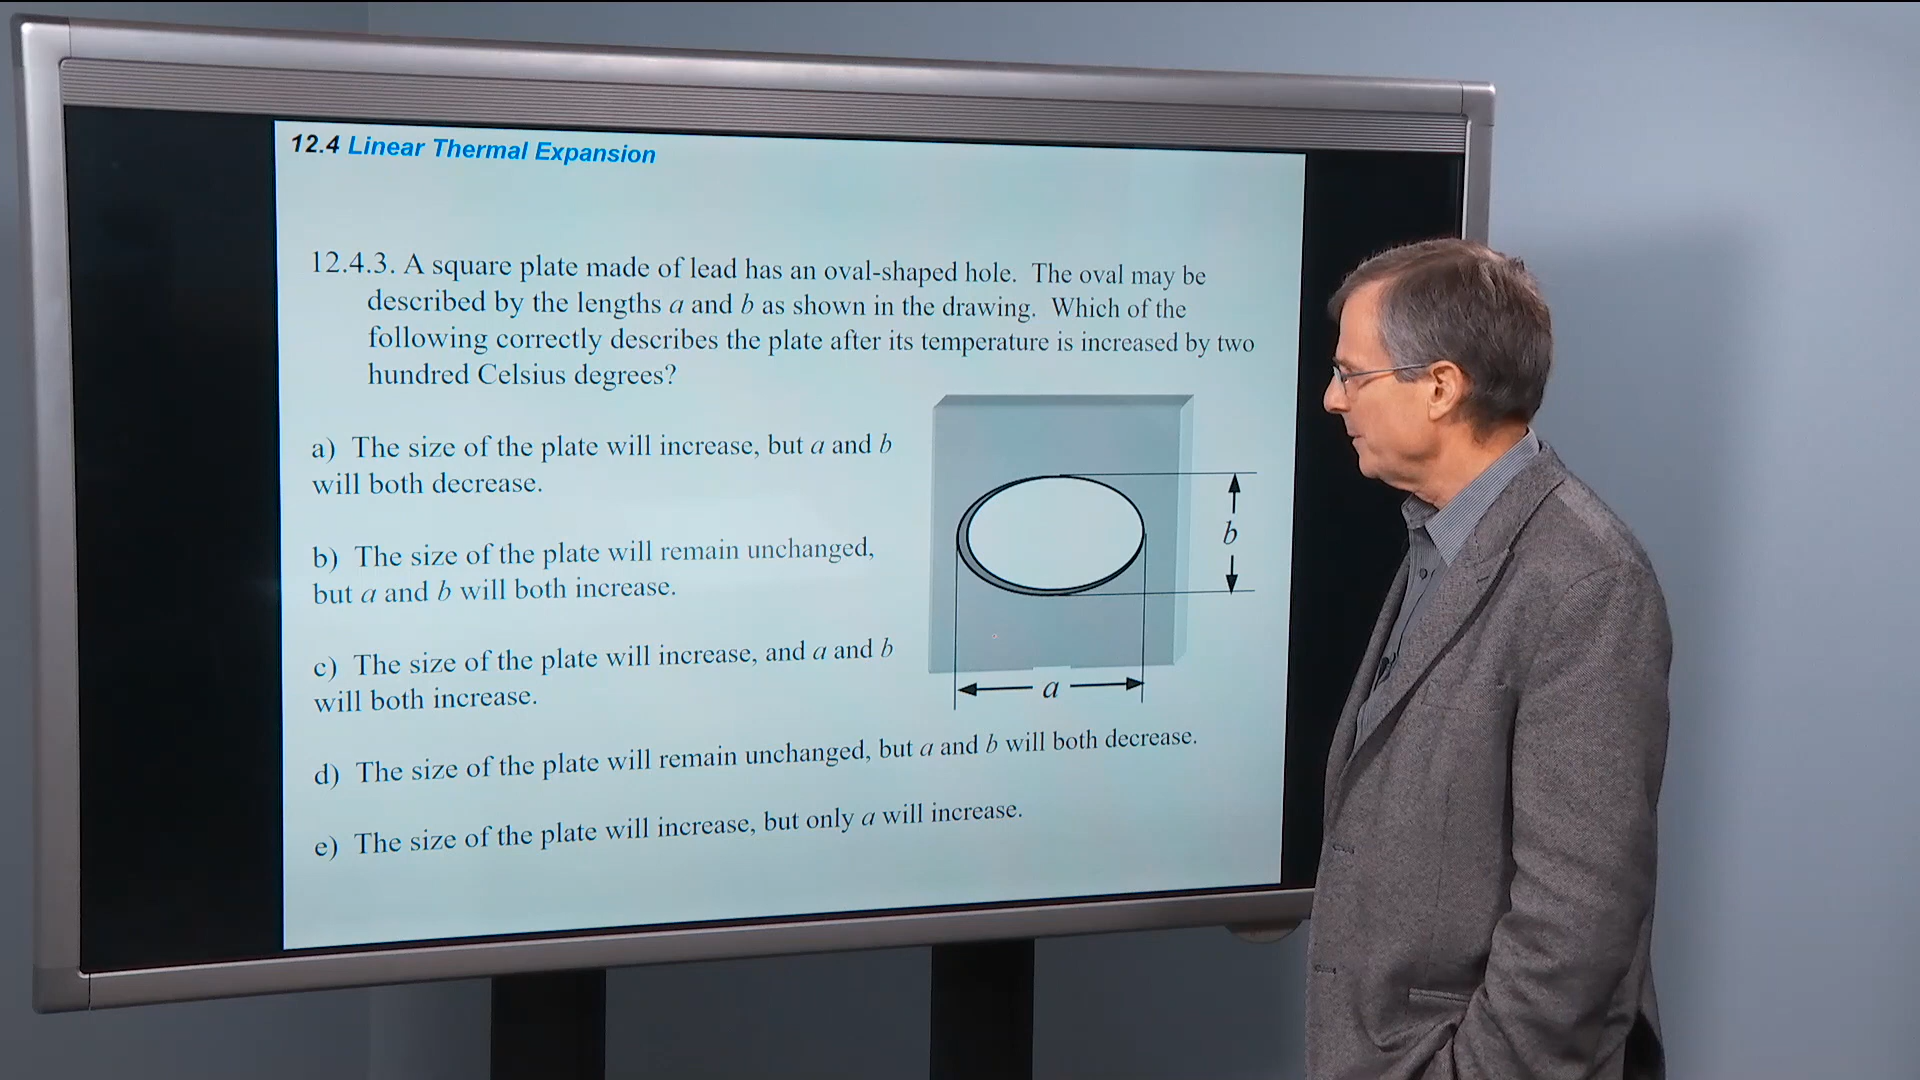 12.4 Linear Thermal Expansion
12.4.3. A square plate made of lead has an oval-shaped hole. The oval may be
described by the lengths a and b as shown in the drawing. Which of the
following correctly describes the plate after its temperature is increased by two
hundred Celsius degrees?
a) The size of the plate will increase, but a and b
will both decrease.
b) The size of the plate will remain unchanged,
but a and b will both increase.
c) The size of the plate will increase, and a and b
will both increase.
b
a
d) The size of the plate will remain unchanged, but a and b will both decrease.
e) The size of the plate will increase, but only a will increase.